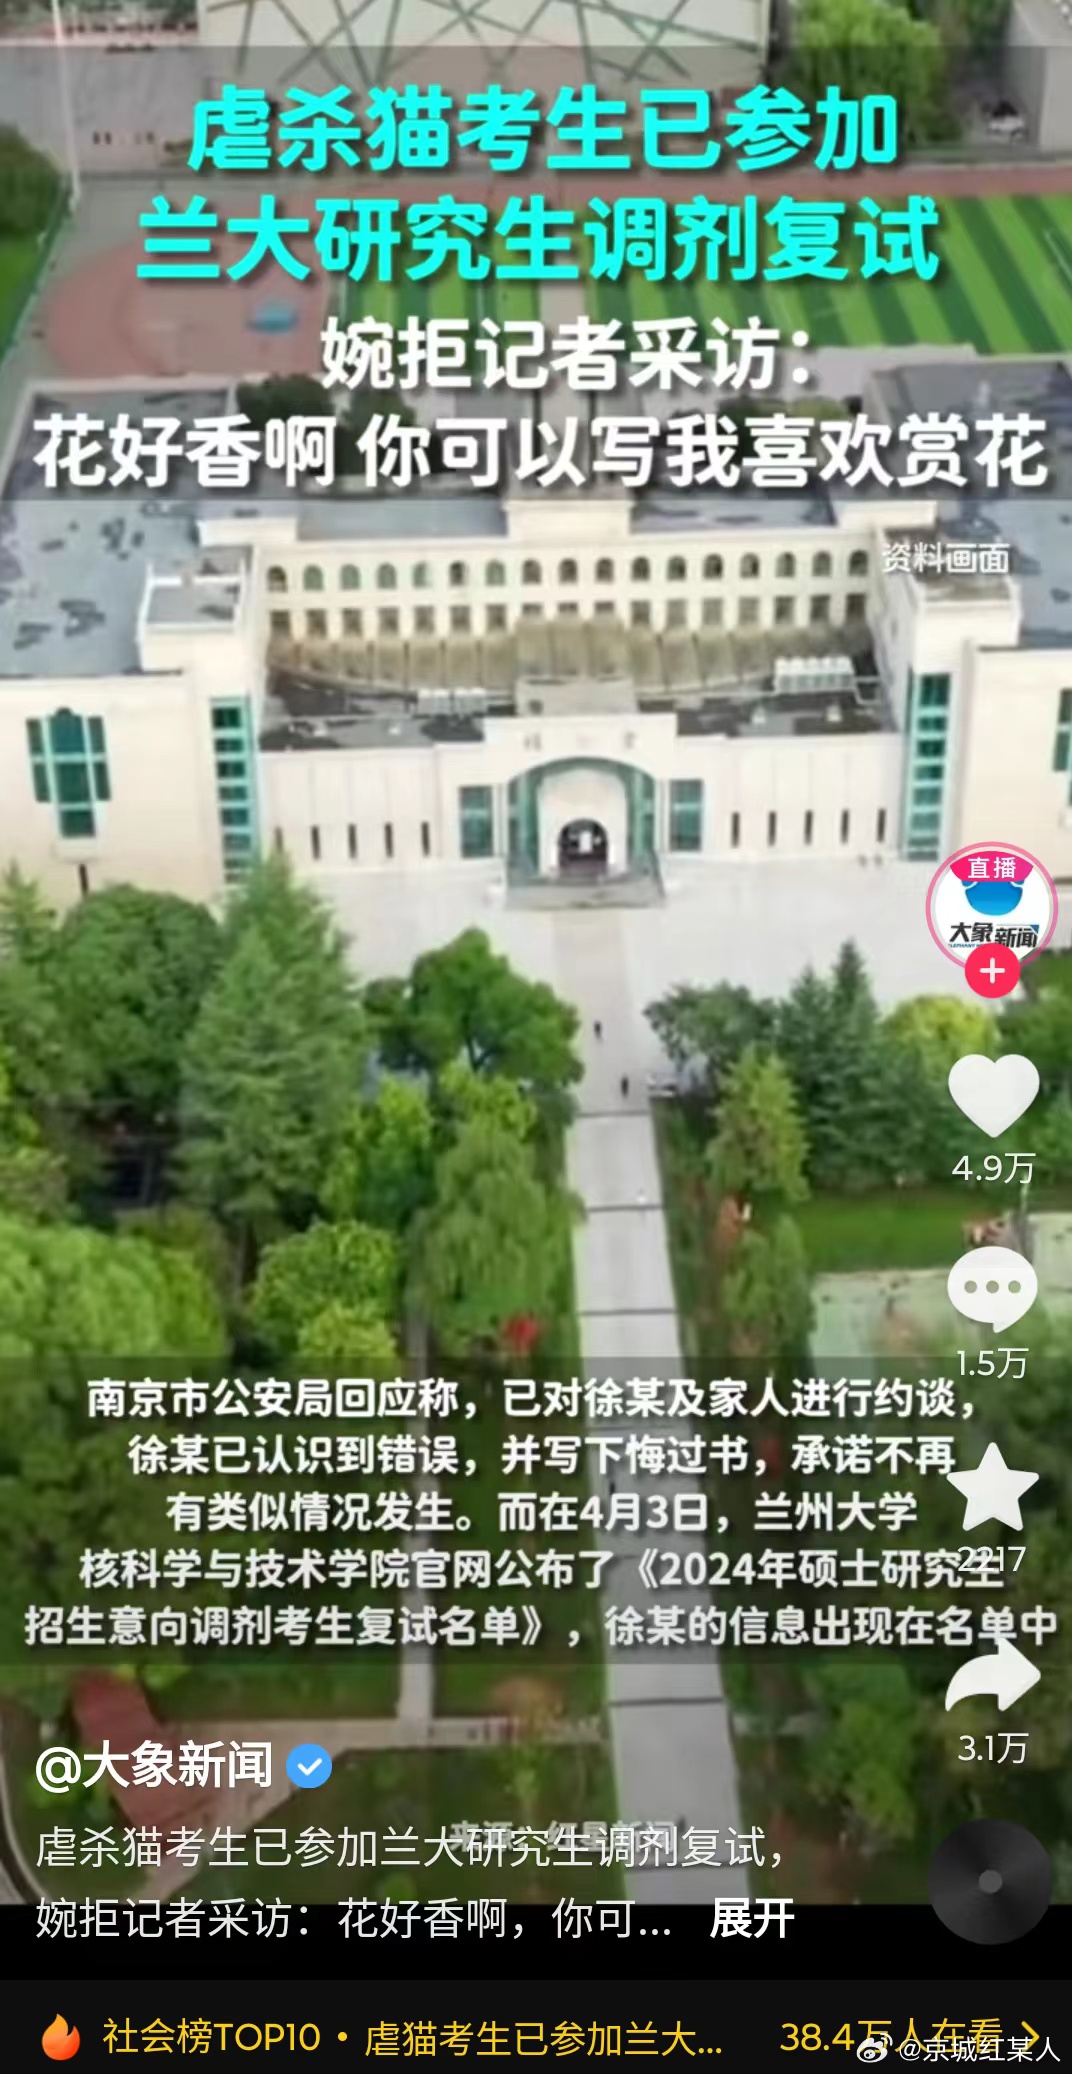 虐杀猫考生已参加
兰大研究生调剂复试
婉拒记者采访：
花好香啊 你可以写我喜欢赏花
资料画面
直播
大象新闻
4.9万
1.5万
南京市公安局回应称，已对徐某及家人进行约谈，
徐某已认识到错误，并写下悔过书，承诺不再
有类似情况发生。而在4月3日，兰州大学
核科学与技术学院官网公布了《2024年硕士研究生
招生意向调剂考生复试名单》，徐某的信息出现在名单中
2217
3.1万
@大象新闻
虐杀猫考生已参加兰大研究生调剂复试，
婉拒记者采访：花好香啊，你可... 展开
社会榜TOP10·虐猫考生已参加兰大... 38.4万人在看
@京城红某人